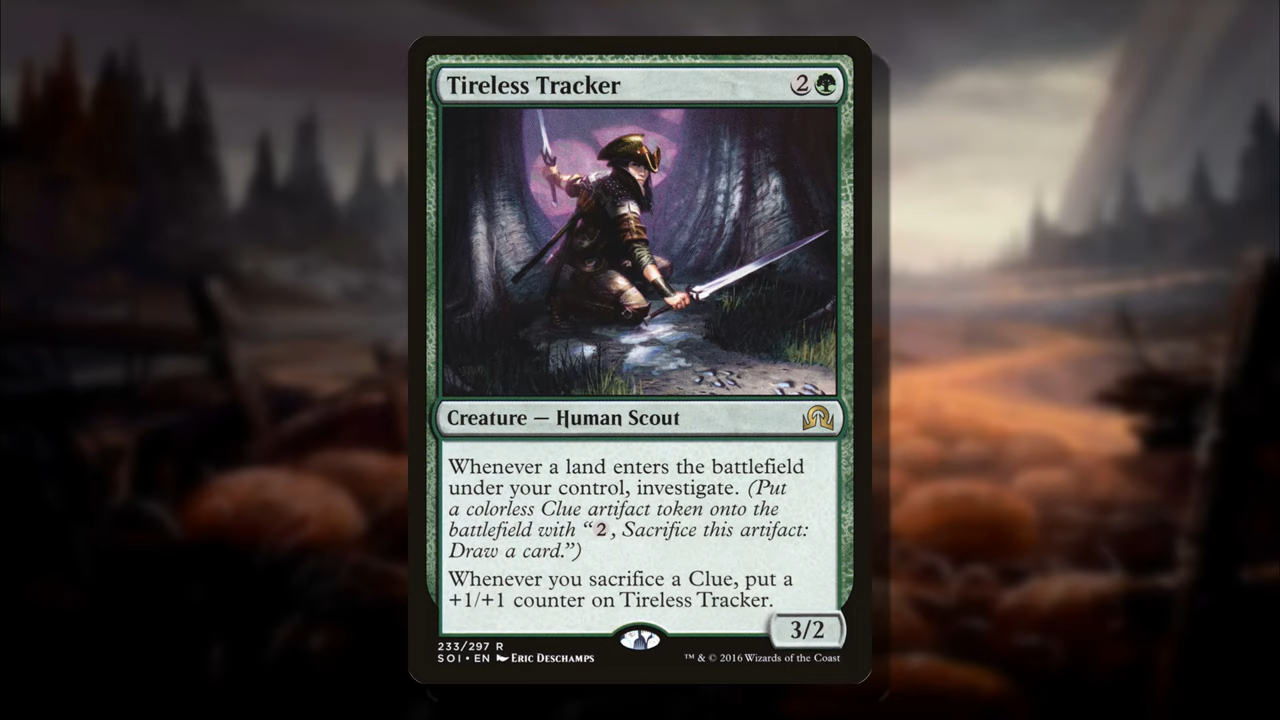 Tireless Tracker 2
Creature — Human Scout
Whenever a land enters the battlefield
under your control, investigate. (Put
a colorless Clue artifact token onto the
battlefield with “2, Sacrifice this artifact:
Draw a card.”)
Whenever you sacrifice a Clue, put a
+1/+1 counter on Tireless Tracker.
3/2
233/297 R
SOI • EN Eric Deschamps
™ & © 2016 Wizards of the Coast